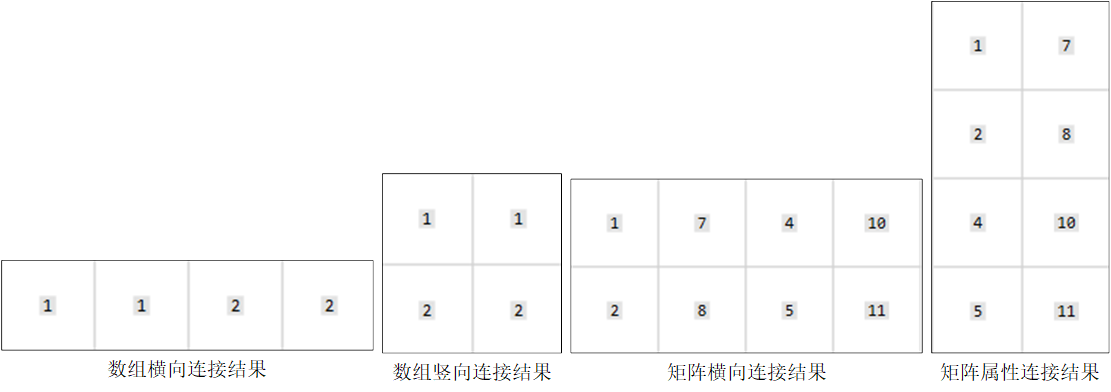 1 1 2 2
数组横向连接结果
1 1
2 2
数组竖向连接结果
1 7 4 10
2 8 5 11
矩阵横向连接结果
1 7
2 8
4 10
5 11
矩阵属性连接结果